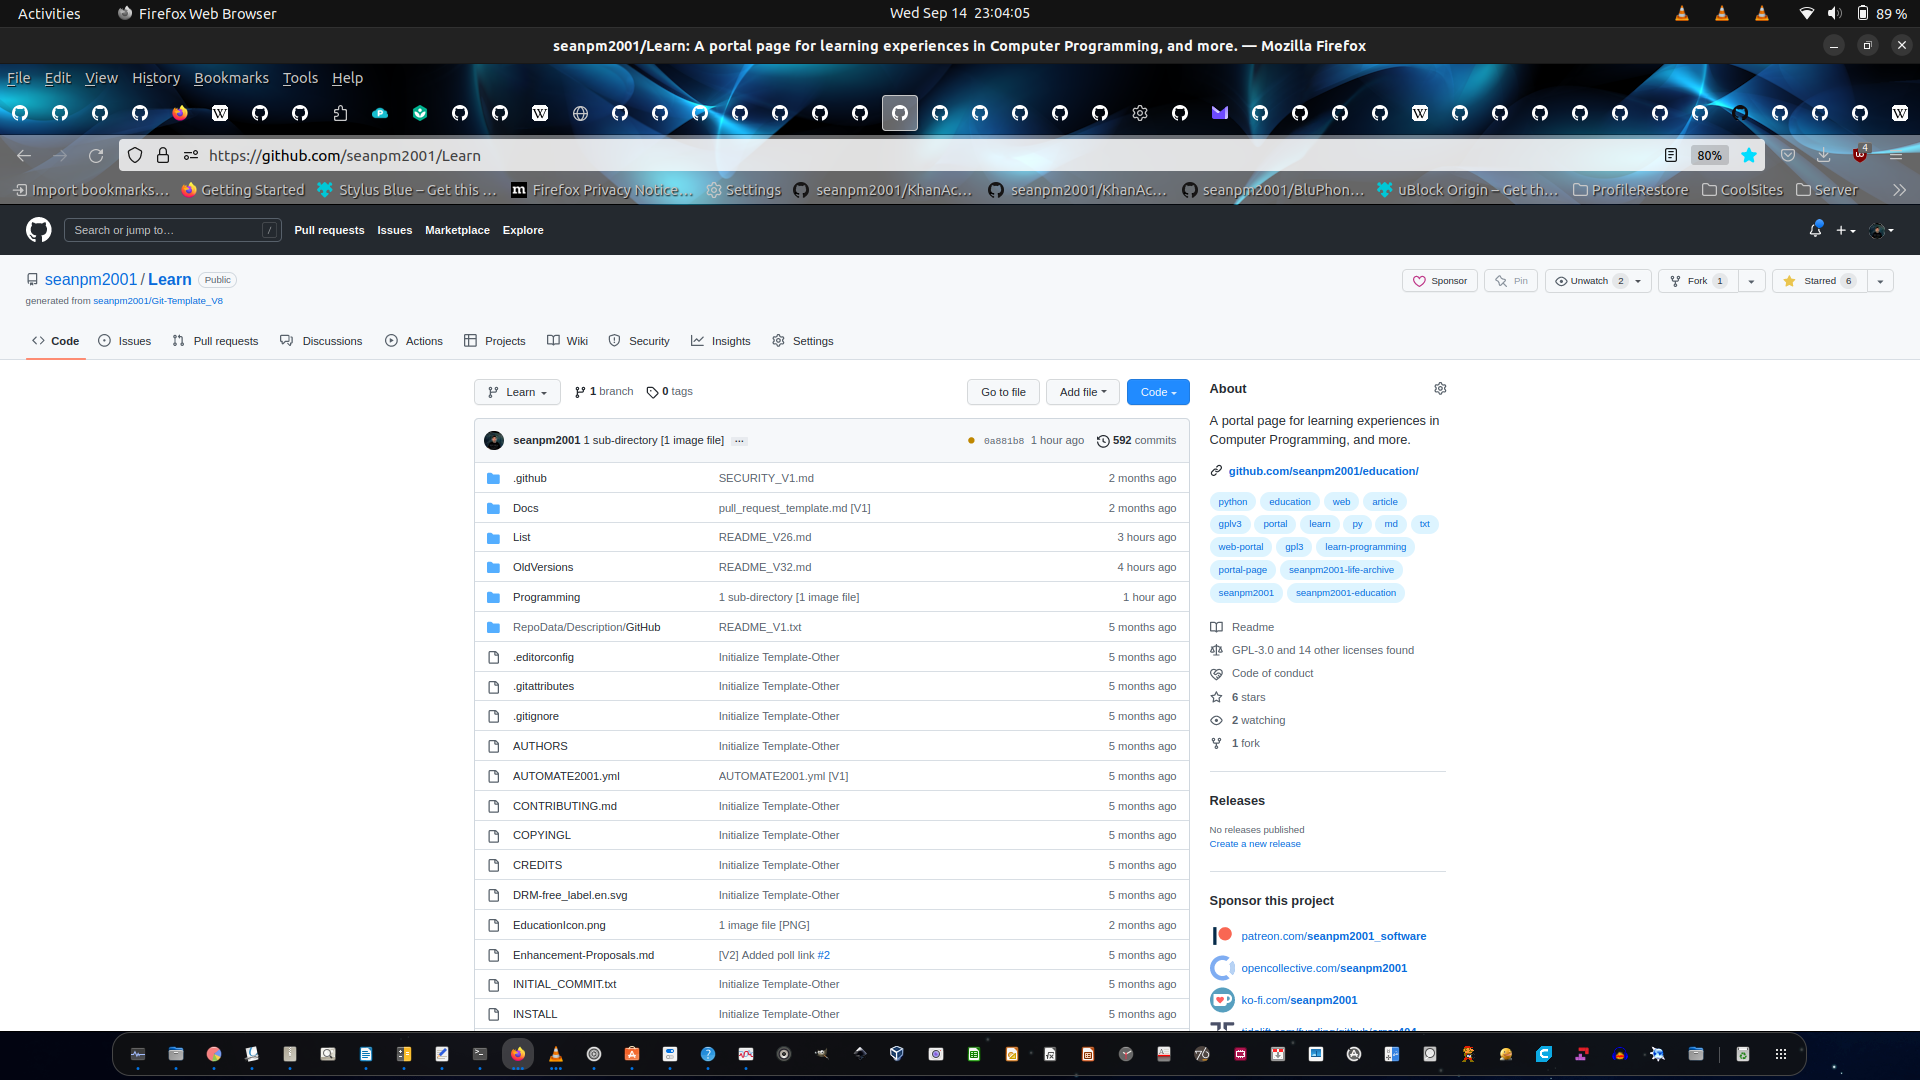 Activities
Firefox Web Browser
Wed Sep 14 23:04:05
89 %
seanpm2001/Learn: A portal page for learning experiences in Computer Programming, and more. — Mozilla Firefox
File Edit View History Bookmarks Tools Help
https://github.com/seanpm2001/Learn
80%
4
Import bookmarks…
Getting Started
Stylus Blue – Get this …
Firefox Privacy Notice…
Settings
seanpm2001/KhanAc…
seanpm2001/KhanAc…
seanpm2001/BluPhon…
uBlock Origin – Get th…
ProfileRestore
CoolSites
Server
Search or jump to…
/
Pull requests Issues Marketplace Explore
seanpm2001 / Learn Public
generated from seanpm2001/Git-Template_V8
Sponsor
Pin
Unwatch 2
Fork 1
Starred 6
Code
Issues
Pull requests
Discussions
Actions
Projects
Wiki
Security
Insights
Settings
Learn
1 branch
0 tags
Go to file
Add file
Code
seanpm2001 1 sub-directory [1 image file] ...
0a881b8 1 hour ago
592 commits
.github SECURITY_V1.md 2 months ago
Docs pull_request_template.md [V1] 2 months ago
List README_V26.md 3 hours ago
OldVersions README_V32.md 4 hours ago
Programming 1 sub-directory [1 image file] 1 hour ago
RepoData/Description/GitHub README_V1.txt 5 months ago
.editorconfig Initialize Template-Other 5 months ago
.gitattributes Initialize Template-Other 5 months ago
.gitignore Initialize Template-Other 5 months ago
AUTHORS Initialize Template-Other 5 months ago
AUTOMATE2001.yml AUTOMATE2001.yml [V1] 5 months ago
CONTRIBUTING.md Initialize Template-Other 5 months ago
COPYINGL Initialize Template-Other 5 months ago
CREDITS Initialize Template-Other 5 months ago
DRM-free_label.en.svg Initialize Template-Other 5 months ago
EducationIcon.png 1 image file [PNG] 2 months ago
Enhancement-Proposals.md [V2] Added poll link #2 5 months ago
INITIAL_COMMIT.txt Initialize Template-Other 5 months ago
INSTALL Initialize Template-Other 5 months ago
About
A portal page for learning experiences in
Computer Programming, and more.
github.com/seanpm2001/education/
python education web article
gplv3 portal learn py md txt
web-portal gpl3 learn-programming
portal-page seanpm2001-life-archive
seanpm2001 seanpm2001-education
Readme
GPL-3.0 and 14 other licenses found
Code of conduct
6 stars
2 watching
1 fork
Releases
No releases published
Create a new release
Sponsor this project
patreon.com/seanpm2001_software
opencollective.com/seanpm2001
ko-fi.com/seanpm2001